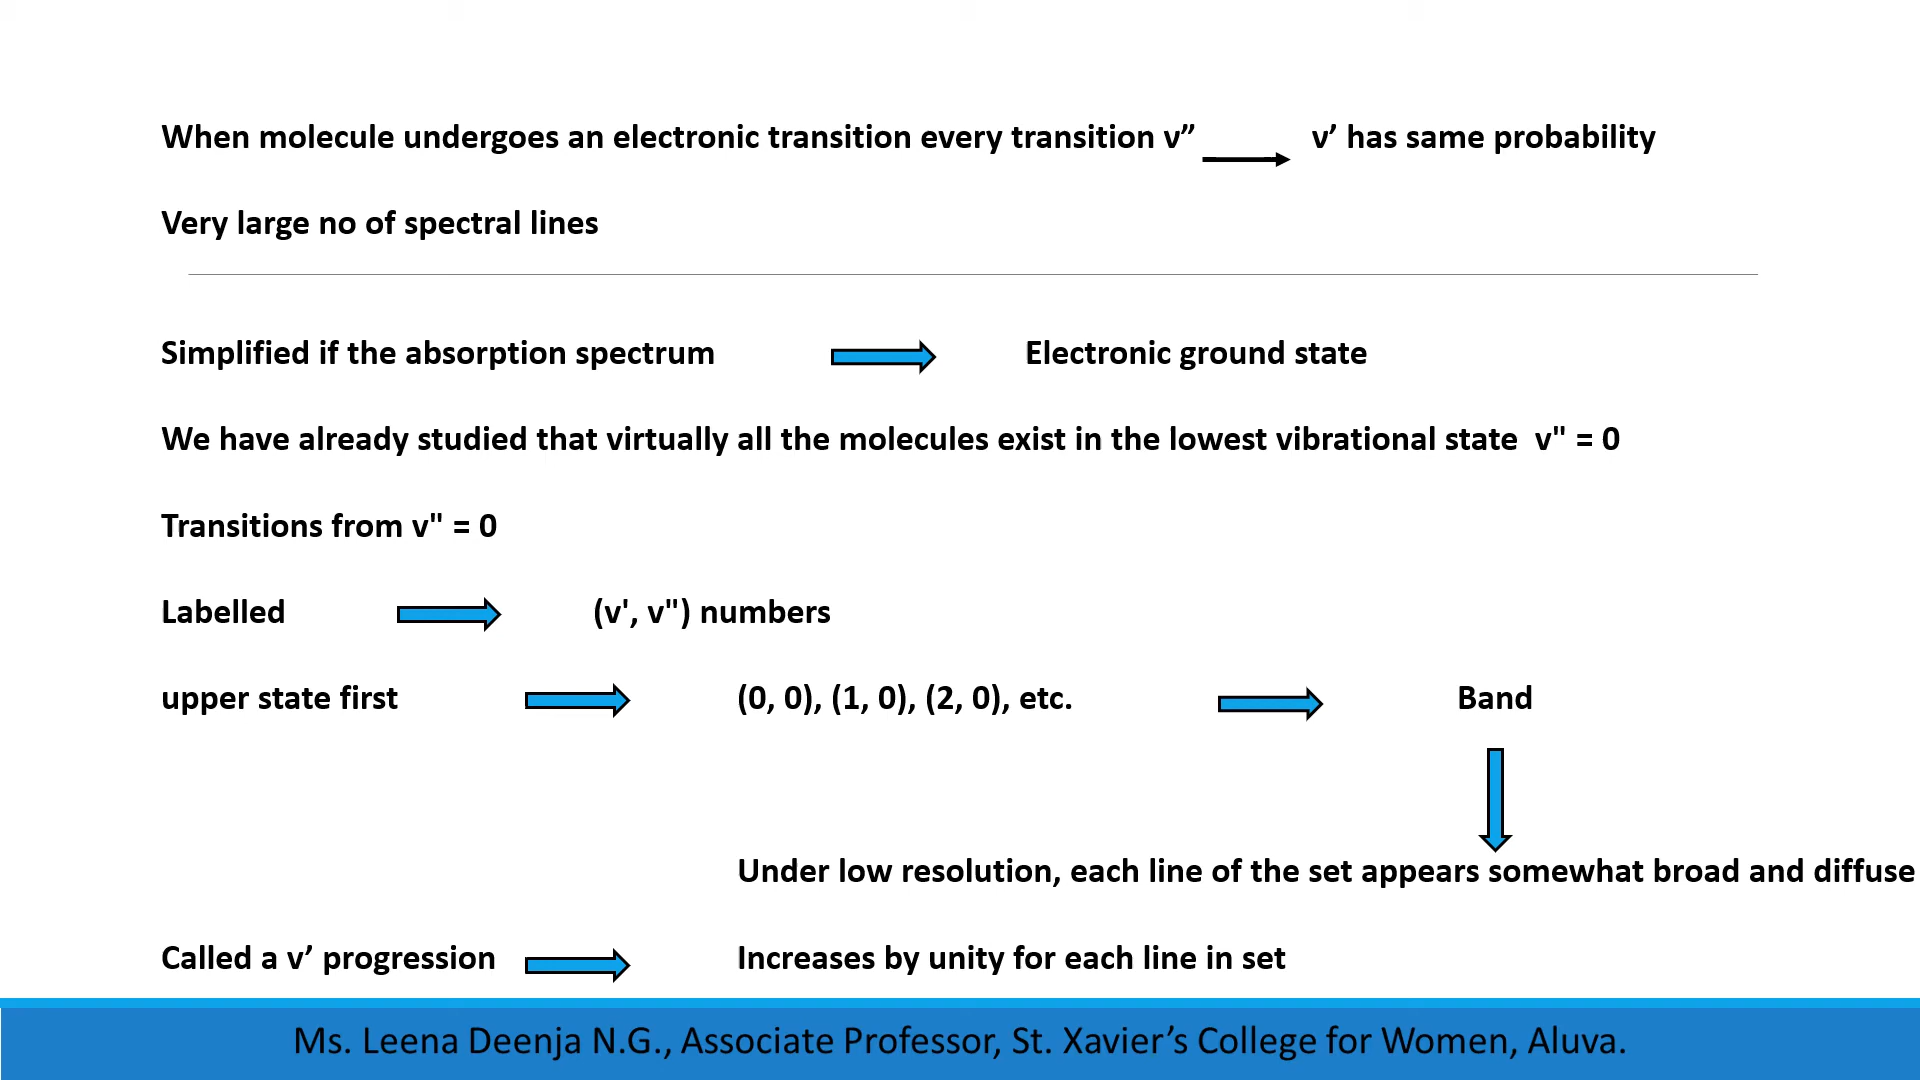 When molecule undergoes an electronic transition every transition v” v’ has same probability
Very large no of spectral lines
Simplified if the absorption spectrum Electronic ground state
We have already studied that virtually all the molecules exist in the lowest vibrational state v" = 0
Transitions from v" = 0
Labelled (v', v") numbers
upper state first (0, 0), (1, 0), (2, 0), etc. Band
Under low resolution, each line of the set appears somewhat broad and diffuse
Called a v’ progression Increases by unity for each line in set
Ms. Leena Deenja N.G., Associate Professor, St. Xavier’s College for Women, Aluva.